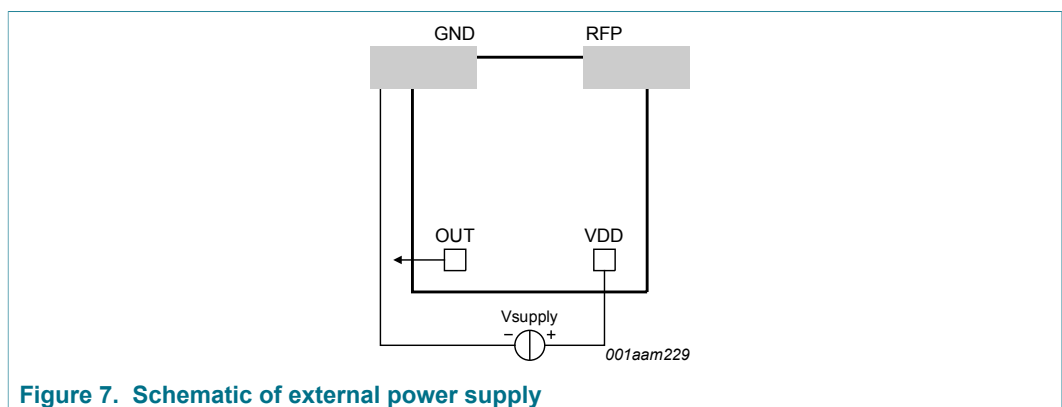 GND RFP
OUT VDD
Vsupply
− +
001aam229
Figure 7. Schematic of external power supply